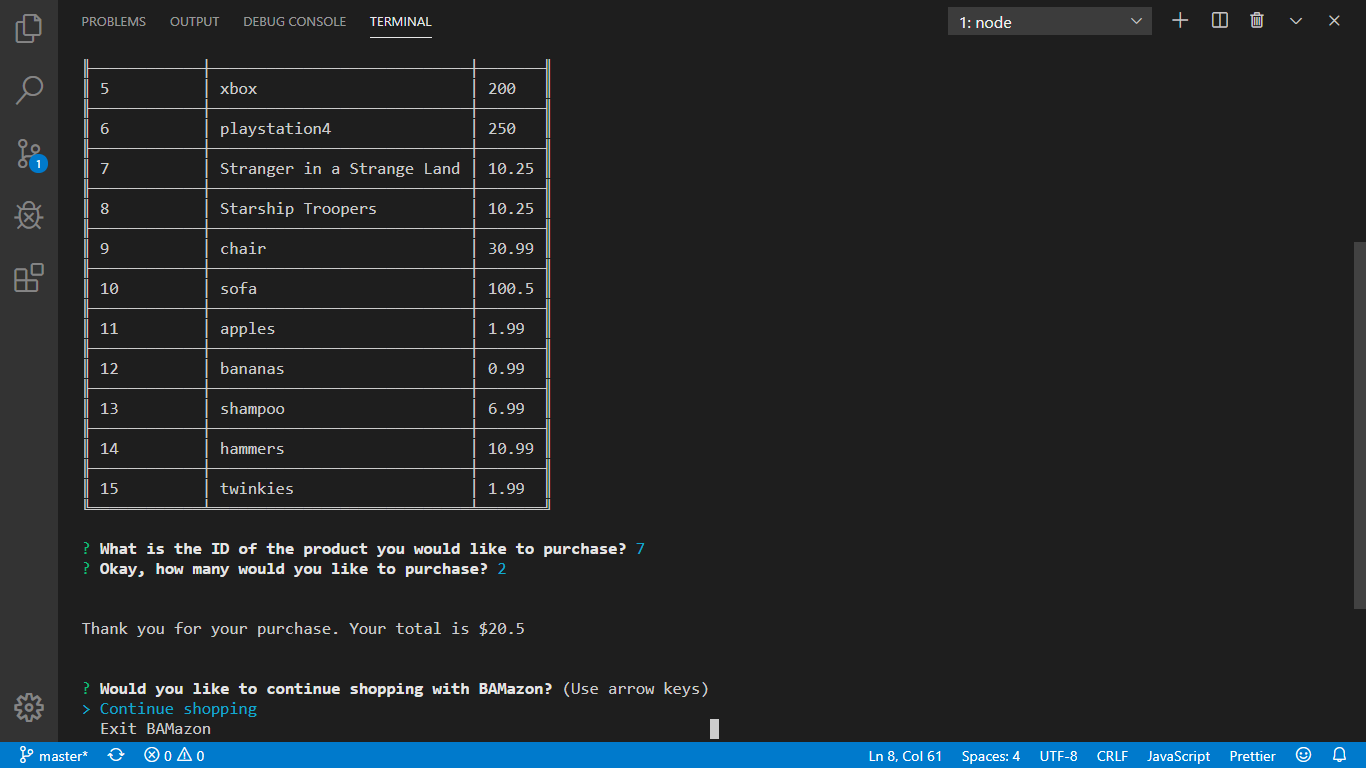 PROBLEMS OUTPUT DEBUG CONSOLE TERMINAL 1: node
5 xbox 200
6 playstation4 250
7 Stranger in a Strange Land 10.25
8 Starship Troopers 10.25
9 chair 30.99
10 sofa 100.5
11 apples 1.99
12 bananas 0.99
13 shampoo 6.99
14 hammers 10.99
15 twinkies 1.99
? What is the ID of the product you would like to purchase? 7
? Okay, how many would you like to purchase? 2
Thank you for your purchase. Your total is $20.5
? Would you like to continue shopping with BAMazon? (Use arrow keys)
> Continue shopping
Exit BAMazon
1
master* 0 0 Ln 8, Col 61 Spaces: 4 UTF-8 CRLF JavaScript Prettier